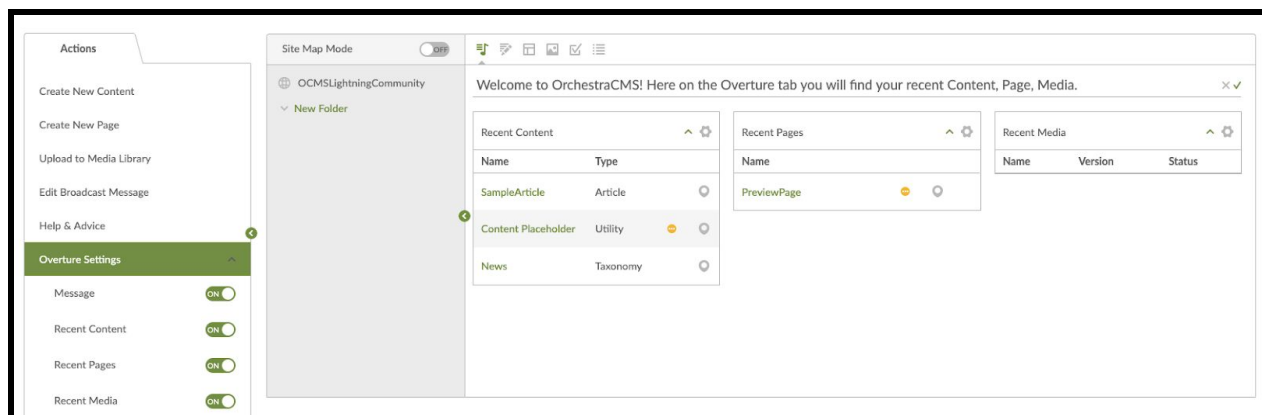 Actions
Create New Content
Create New Page
Upload to Media Library
Edit Broadcast Message
Help & Advice
Overture Settings
Message ON
Recent Content ON
Recent Pages ON
Recent Media ON
Site Map Mode OFF
OCMSLightningCommunity
New Folder
Welcome to OrchestraCMS! Here on the Overture tab you will find your recent Content, Page, Media.
Recent Content
Name Type
SampleArticle Article
Content Placeholder Utility
News Taxonomy
Recent Pages
Name
PreviewPage
Recent Media
Name Version Status